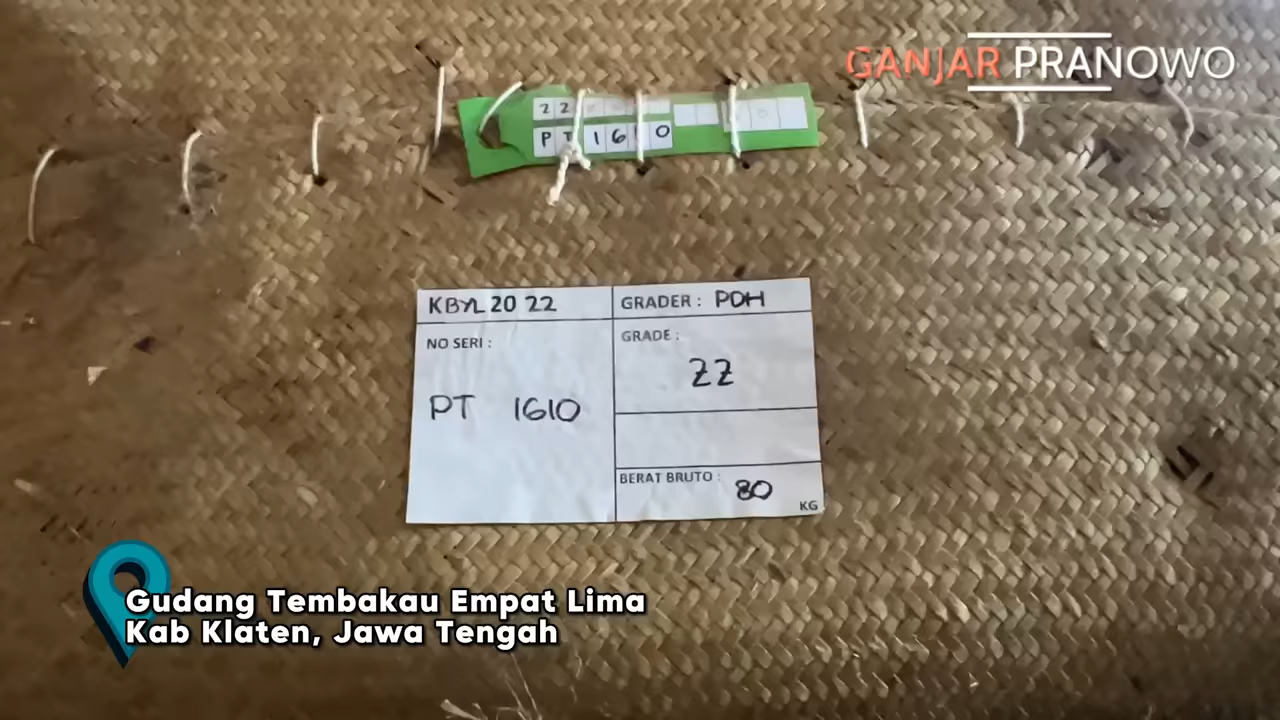 GANJAR PRANOWO
22
PT 1610
KBYL 2022
GRADER : PDH
NO SERI :
PT 1610
GRADE :
ZZ
BERAT BRUTO : 80
KG
Gudang Tembakau Empat Lima
Kab Klaten, Jawa Tengah